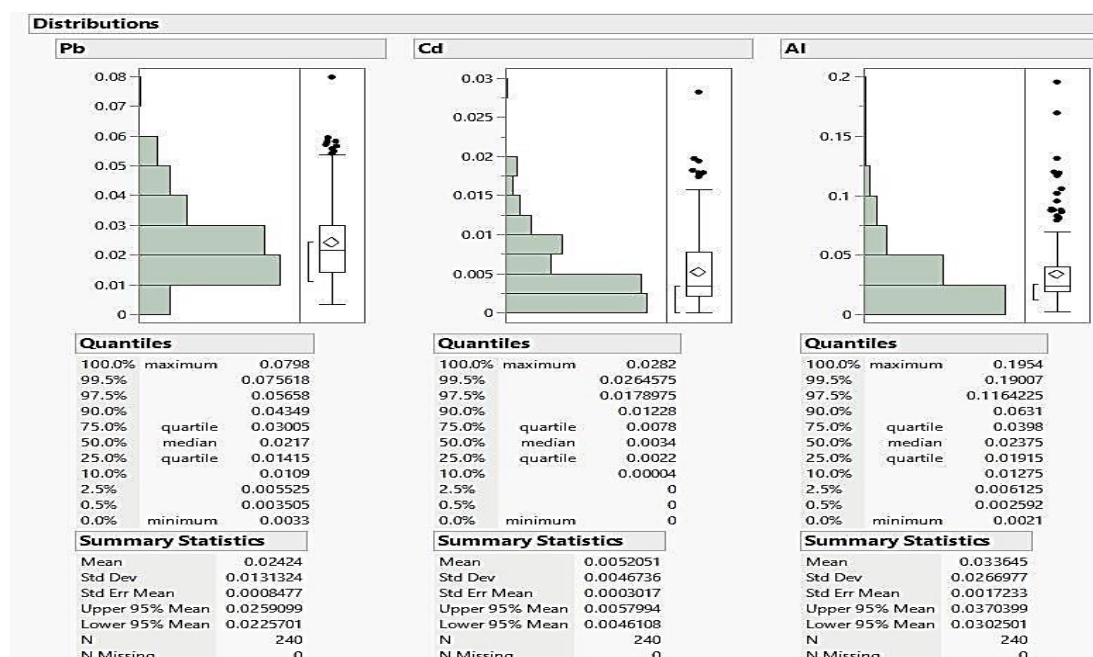 Distributions
Pb
0.08
0.07
0.06
0.05
0.04
0.03
0.02
0.01
0
Quantiles
100.0% maximum 0.0798
99.5% 0.075618
97.5% 0.05658
90.0% 0.04349
75.0% quartile 0.03005
50.0% median 0.0217
25.0% quartile 0.01415
10.0% 0.0109
2.5% 0.005525
0.5% 0.003505
0.0% minimum 0.0033
Summary Statistics
Mean 0.02424
Std Dev 0.0131324
Std Err Mean 0.0008477
Upper 95% Mean 0.0259099
Lower 95% Mean 0.0225701
N 240
N Missing 0
Cd
0.03
0.025
0.02
0.015
0.01
0.005
0
Quantiles
100.0% maximum 0.0282
99.5% 0.0264575
97.5% 0.0178975
90.0% 0.01228
75.0% quartile 0.0078
50.0% median 0.0034
25.0% quartile 0.0022
10.0% 0.00004
2.5% 0
0.5% 0
0.0% minimum 0
Summary Statistics
Mean 0.0052051
Std Dev 0.0046736
Std Err Mean 0.0003017
Upper 95% Mean 0.0057994
Lower 95% Mean 0.0046108
N 240
N Missing 0
Al
0.2
0.15
0.1
0.05
0
Quantiles
100.0% maximum 0.1954
99.5% 0.19007
97.5% 0.1164225
90.0% 0.0631
75.0% quartile 0.0398
50.0% median 0.02375
25.0% quartile 0.01915
10.0% 0.01275
2.5% 0.006125
0.5% 0.002592
0.0% minimum 0.0021
Summary Statistics
Mean 0.033645
Std Dev 0.0266977
Std Err Mean 0.0017233
Upper 95% Mean 0.0370399
Lower 95% Mean 0.0302501
N 240
N Missing 0